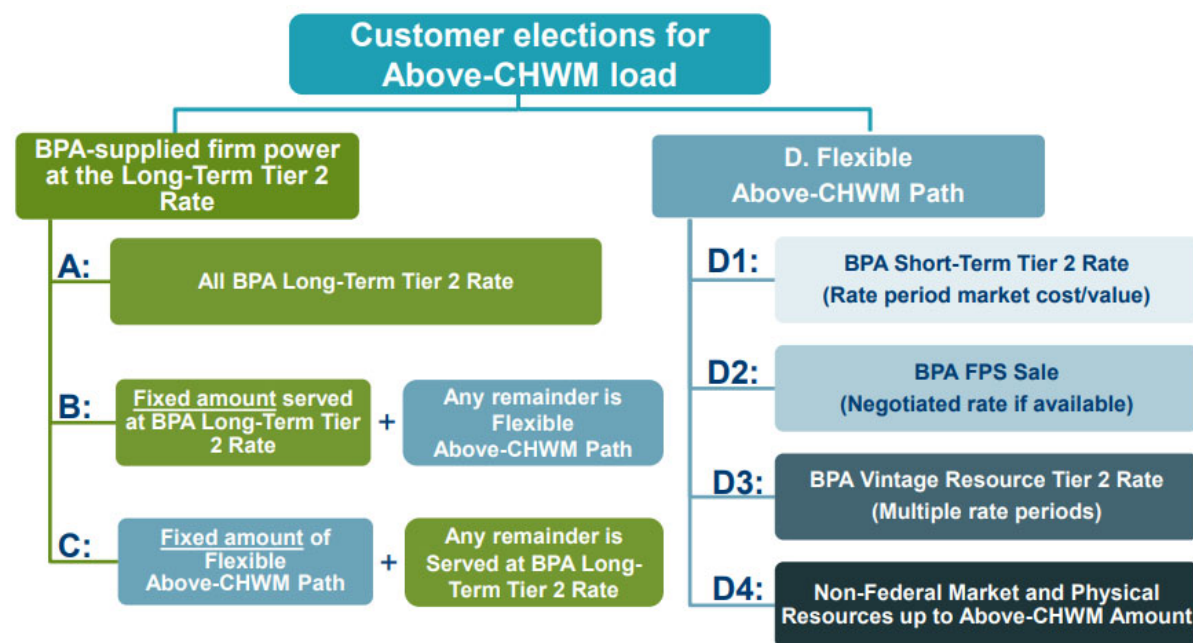 Customer elections for
Above-CHWM load
BPA-supplied firm power
at the Long-Term Tier 2
Rate
A:
All BPA Long-Term Tier 2 Rate
B:
Fixed amount served
at BPA Long-Term Tier
2 Rate
+
Any remainder is
Flexible
Above-CHWM Path
C:
Fixed amount of
Flexible
Above-CHWM Path
+
Any remainder is
Served at BPA Long-
Term Tier 2 Rate
D. Flexible
Above-CHWM Path
D1:
BPA Short-Term Tier 2 Rate
(Rate period market cost/value)
D2:
BPA FPS Sale
(Negotiated rate if available)
D3:
BPA Vintage Resource Tier 2 Rate
(Multiple rate periods)
D4:
Non-Federal Market and Physical
Resources up to Above-CHWM Amount